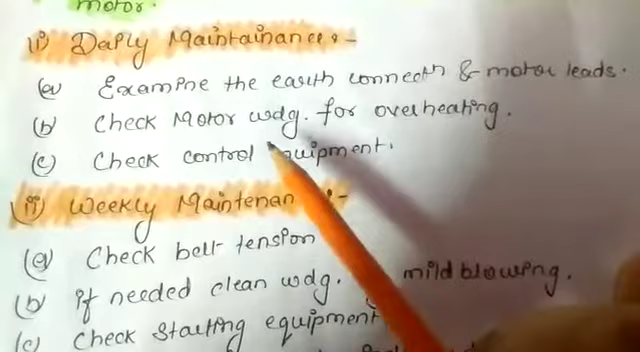 motor.
(i) Daily Maintainance :-
(a) Examine the earth connectn & motor leads.
(b) Check Motor wdg. for overheating.
(c) Check control equipment.
(ii) Weekly Maintenan :-
(a) Check belt tension
(b) if needed clean wdg. mild blowing.
(c) Check starting equipment